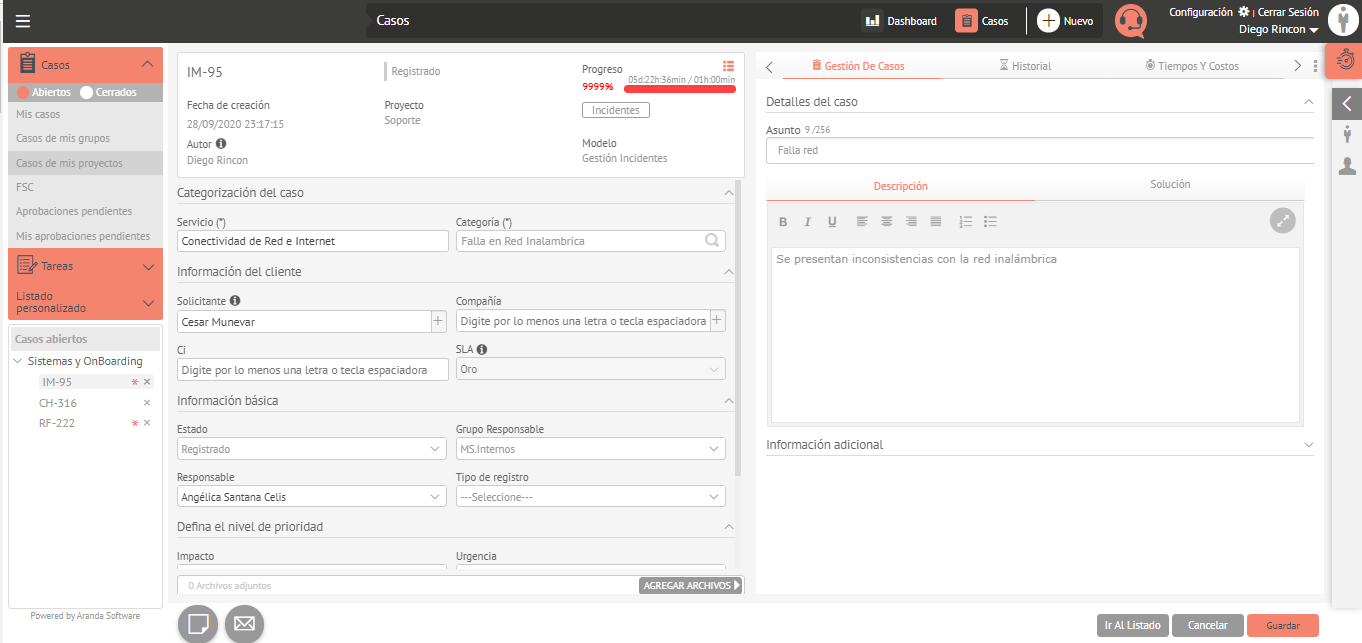 Casos
Dashboard
Casos
Nuevo
Configuración | Cerrar Sesión
Diego Rincon
Casos
Abiertos Cerrados
Mis casos
Casos de mis grupos
Casos de mis proyectos
FSC
Aprobaciones pendientes
Mis aprobaciones pendientes
Tareas
Listado
personalizado
Casos abiertos
Sistemas y OnBoarding
IM-95 * ×
CH-316 ×
RF-222 * ×
Powered by Aranda Software
IM-95
Registrado
Progreso
05d:22h:36min / 01h:00min
9999%
Fecha de creación
28/09/2020 23:17:15
Proyecto
Soporte
Incidentes
Autor
Diego Rincon
Modelo
Gestión Incidentes
Categorización del caso
Servicio (*)
Conectividad de Red e Internet
Categoría (*)
Falla en Red Inalambrica
Información del cliente
Solicitante
Cesar Munevar
Compañía
Digite por lo menos una letra o tecla espaciadora
Ci
Digite por lo menos una letra o tecla espaciadora
SLA
Oro
Información básica
Estado
Registrado
Grupo Responsable
MS.Internos
Responsable
Angélica Santana Celis
Tipo de registro
---Seleccione---
Defina el nivel de prioridad
Impacto
Urgencia
0 Archivos adjuntos
AGREGAR ARCHIVOS
Gestión De Casos
Historial
Tiempos Y Costos
Detalles del caso
Asunto 9 /256
Falla red
Descripción
Solución
B I U
Se presentan inconsistencias con la red inalámbrica
Información adicional
Ir Al Listado
Cancelar
Guardar